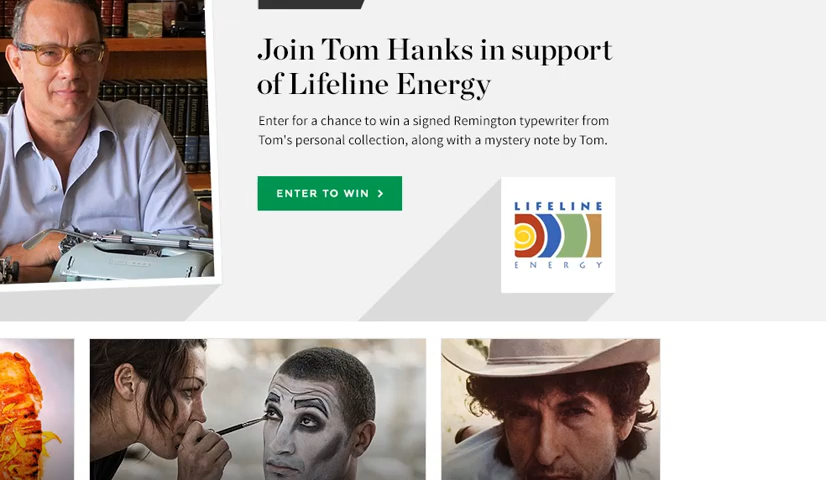 Join Tom Hanks in support
of Lifeline Energy
Enter for a chance to win a signed Remington typewriter from
Tom's personal collection, along with a mystery note by Tom.
ENTER TO WIN >
LIFELINE
ENERGY